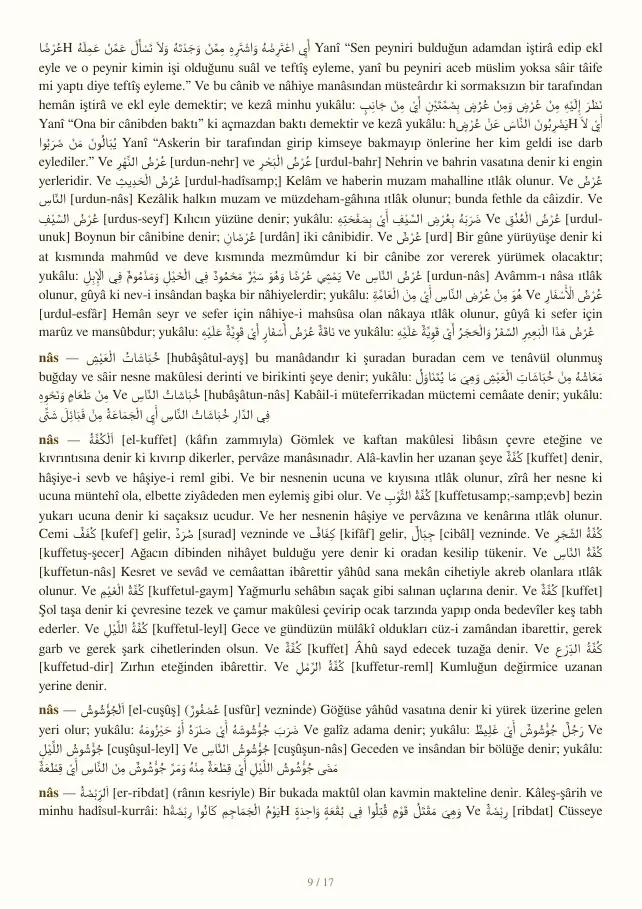 هُعُرْضًا أَيِ اعْتَرِضْهُ وَاشْتَرِهِ مِمَّنْ وَجَدْتَهُ وَلاَ تَسْأَلْ عَمَّنْ عَمِلَهُ Yanî “Sen peyniri bulduğun adamdan iştirâ edip ekl
eyle ve o peynir kimin işi olduğunu suâl ve teftîş eyleme, yanî bu peyniri aceb müslim yoksa sâir tâife
mi yaptı diye teftîş eyleme.” Ve bu cânib ve nâhiye manâsından müsteârdır ki sormaksızın bir tarafından
hemân iştirâ ve ekl eyle demektir; ve kezâ minhu yukâlu: نَظَرَ إِلَيْهِ مِنْ عُرْضٍ وَمِنْ عُرُضٍ بِضَمَّتَيْنِ أَيْ مِنْ جَانِبٍ
Yanî “Ona bir cânibden baktı” ki açmazdan baktı demektir ve kezâ yukâlu: hيَضْرِبُونَ النَّاسَ عَنْ عُرْضٍH أَيْ لاَ
يُبَالُونَ مَنْ ضَرَبُوا Yanî “Askerin bir tarafından girip kimseye bakmayıp önlerine her kim geldi ise darb
eylediler.” Ve عُرْضُ النَّهْرِ [urdun-nehr] ve عُرْضُ الْبَحْرِ [urdul-bahr] Nehrin ve bahrin vasatına denir ki engin
yerleridir. Ve عُرْضُ الْحَدِيثِ [urdul-hadîsamp;] Kelâm ve haberin muzam mahalline ıtlâk olunur. Ve عُرْضُ
النَّاسِ [urdun-nâs] Kezâlik halkın muzam ve müzdeham-gâhına ıtlâk olunur; bunda fethle da câizdir. Ve
عُرْضُ السَّيْفِ [urdus-seyf] Kılıcın yüzüne denir; yukâlu: ضَرَبَهُ بِعُرْضِ السَّيْفِ أَيْ بِصَفْحَتِهِ Ve عُرْضُ الْعُنُقِ [urdul-
unuk] Boynun bir cânibine denir; عُرْضَانِ [urdân] iki cânibidir. Ve عُرْضٌ [urd] Bir gûne yürüyüşe denir ki
at kısmında mahmûd ve deve kısmında mezmûmdur ki bir cânibe zor vererek yürümek olacaktır;
yukâlu: يَمْشِي عُرْضًا وَهُوَ سَيْرٌ مَحْمُودٌ فِي الْخَيْلِ وَمَذْمُومٌ فِي الْإِبِلِ Ve عُرْضُ النَّاسِ [urdun-nâs] Avâmm-ı nâsa ıtlâk
olunur, gûyâ ki nev-i insândan başka bir nâhiyelerdir; yukâlu: هُوَ مِنْ عُرْضِ النَّاسِ أَيْ مِنَ الْعَامَّةِ Ve عُرْضُ الْأَسْفَارِ
[urdul-esfâr] Hemân seyr ve sefer için nâhiye-i mahsûsa olan nâkaya ıtlâk olunur, gûyâ ki sefer için
marûz ve mansûbdur; yukâlu: نَاقَةٌ عُرْضُ أَسْفَارٍ أَيْ قَوِيَّةٌ عَلَيْهِ ve yukâlu: عُرْضُ هَذَا الْبَعِيرِ السَّفَرُ وَالْحَجَرُ أَيْ قَوِيَّةٌ عَلَيْهِ
nâs — خُبَاشَاتُ الْعَيْشِ [hubâşâtul-ayş] bu manâdandır ki şuradan buradan cem ve tenâvül olunmuş
buğday ve sâir nesne makûlesi derinti ve birikinti şeye denir; yukâlu: مَعَاشُهُ مِنْ خُبَاشَاتِ الْعَيْشِ وَهِيَ مَا يُتَنَاوَلُ
مِنْ طَعَامٍ وَنَحْوِهِ Ve خُبَاشَاتُ النَّاسِ [hubâşâtun-nâs] Kabâil-i müteferrikadan müctemi cemâate denir; yukâlu:
فِي الدَّارِ خُبَاشَاتُ النَّاسِ أَيِ الْجَمَاعَةُ مِنْ قَبَائِلَ شَتَّى
nâs — اَلْكُفَّةُ [el-kuffet] (kâfın zammıyla) Gömlek ve kaftan makûlesi libâsın çevre eteğine ve
kıvrıntısına denir ki kıvırıp dikerler, pervâze manâsınadır. Alâ-kavlin her uzanan şeye كُفَّةٌ [kuffet] denir,
hâşiye-i sevb ve hâşiye-i reml gibi. Ve bir nesnenin ucuna ve kıyısına ıtlâk olunur, zîrâ her nesne ki
ucuna müntehî ola, elbette ziyâdeden men eylemiş gibi olur. Ve كُفَّةُ الثَّوْبِ [kuffetusamp;-samp;evb] bezin
yukarı ucuna denir ki saçaksız ucudur. Ve her nesnenin hâşiye ve pervâzına ve kenârına ıtlâk olunur.
Cemi كُفَفٌ [kufef] gelir, صُرَدٌ [surad] vezninde ve كِفَافٌ [kifâf] gelir, جِبَالٌ [cibâl] vezninde. Ve كُفَّةُ الشَّجَرِ
[kuffetuş-şecer] Ağacın dibinden nihâyet bulduğu yere denir ki oradan kesilip tükenir. Ve كُفَّةُ النَّاسِ
[kuffetun-nâs] Kesret ve sevâd ve cemâattan ibârettir yâhûd sana mekân cihetiyle akreb olanlara ıtlâk
olunur. Ve كُفَّةُ الْغَيْمِ [kuffetul-gaym] Yağmurlu sehâbın saçak gibi salınan uçlarına denir. Ve كُفَّةٌ [kuffet]
Şol taşa denir ki çevresine tezek ve çamur makûlesi çevirip ocak tarzında yapıp onda bedevîler keş tabh
ederler. Ve كُفَّةُ اللَّيْلِ [kuffetul-leyl] Gece ve gündüzün mülâkî oldukları cüz-i zamândan ibarettir, gerek
garb ve gerek şark cihetlerinden olsun. Ve كُفَّةٌ [kuffet] Âhû sayd edecek tuzağa denir. Ve كُفَّةُ الدِّرْعِ
[kuffetud-dir] Zırhın eteğinden ibârettir. Ve كُفَّةُ الرَّمْلِ [kuffetur-reml] Kumluğun değirmice uzanan
yerine denir.
nâs — اَلْجُؤْشُوشُ [el-cuşûş] (عُصْفُورٌ [usfûr] vezninde) Göğüse yâhûd vasatına denir ki yürek üzerine gelen
yeri olur; yukâlu: ضَرَبَ جُؤْشُوشَهُ أَيْ صَدْرَهُ أَوْ حَيْزُومَهُ Ve galîz adama denir; yukâlu: رَجُلٌ جُؤْشُوشٌ أَيْ غَلِيظٌ Ve
جُؤْشُوشُ اللَّيْلِ [cuşûşul-leyl] Ve جُؤْشُوشُ النَّاسِ [cuşûşun-nâs] Geceden ve insândan bir bölüğe denir; yukâlu:
مَضَى جُؤْشُوشُ اللَّيْلِ أَيْ قِطْعَةٌ مِنْهُ وَمَرَّ جُؤْشُوشٌ مِنَ النَّاسِ أَيْ قِطْعَةٌ
nâs — اَلرِّبْضَةُ [er-ribdat] (rânın kesriyle) Bir bukada maktûl olan kavmin makteline denir. Kâleş-şârih ve
minhu hadîsul-kurrâi: hيَوْمُ الْجَمَاجِمِ كَانُوا رِبْضَةًH وَهِيَ مَقْتَلُ قَوْمٍ قُتِلُوا فِي بُقْعَةٍ وَاحِدَةٍ Ve رِبْضَةٌ [ribdat] Cüsseye
9 / 17